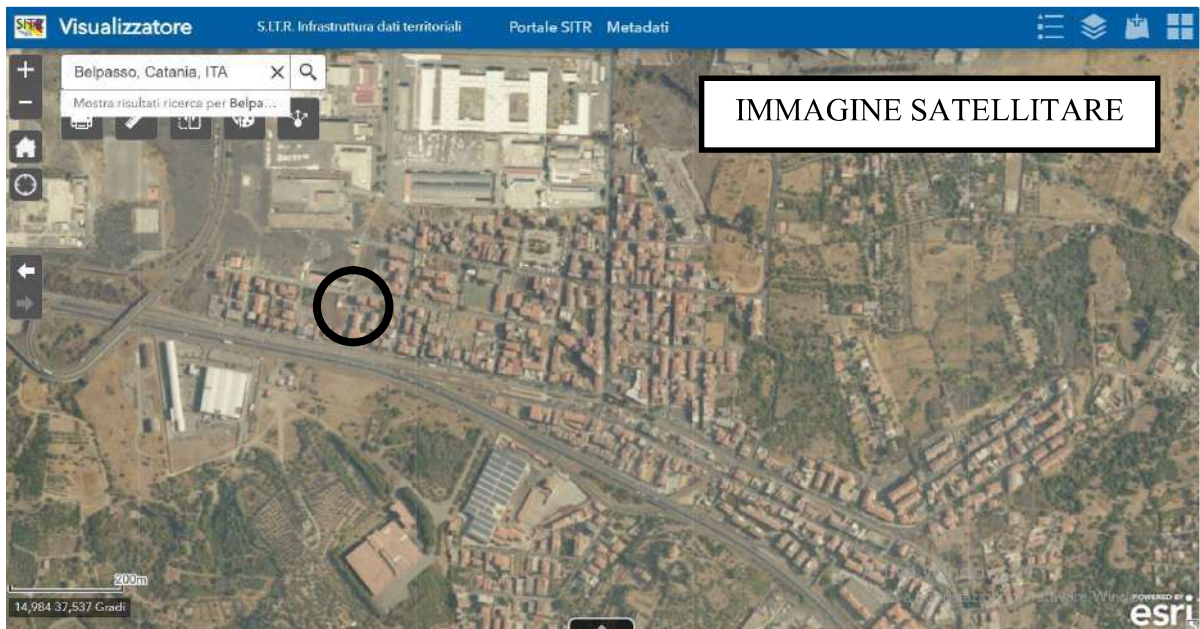 SITR Visualizzatore S.I.T.R. Infrastruttura dati territoriali Portale SITR Metadati
+
Belpasso, Catania, ITA X
Mostra risultati ricerca per Belpa...
IMMAGINE SATELLITARE
200m
14,984 37,537 Gradi
POWERED BY
esri